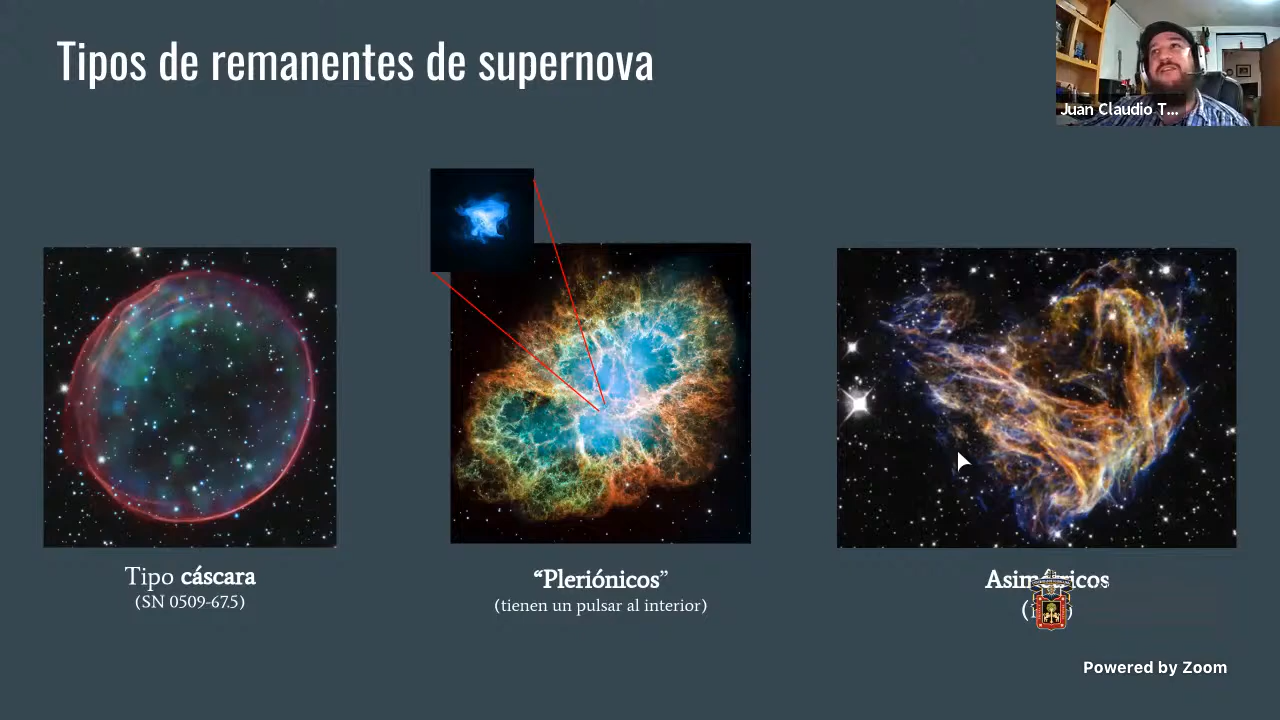 Tipos de remanentes de supernova
Juan Claudio T...
Tipo cáscara
(SN 0509-67.5)
“Pleriónicos”
(tienen un pulsar al interior)
Powered by Zoom